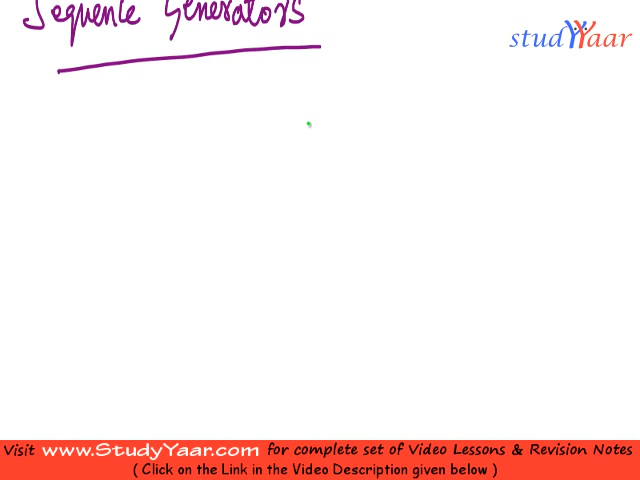 Sequence Generators
studYYaar
Visit www.StudyYaar.com for complete set of Video Lessons & Revision Notes
( Click on the Link in the Video Description given below )